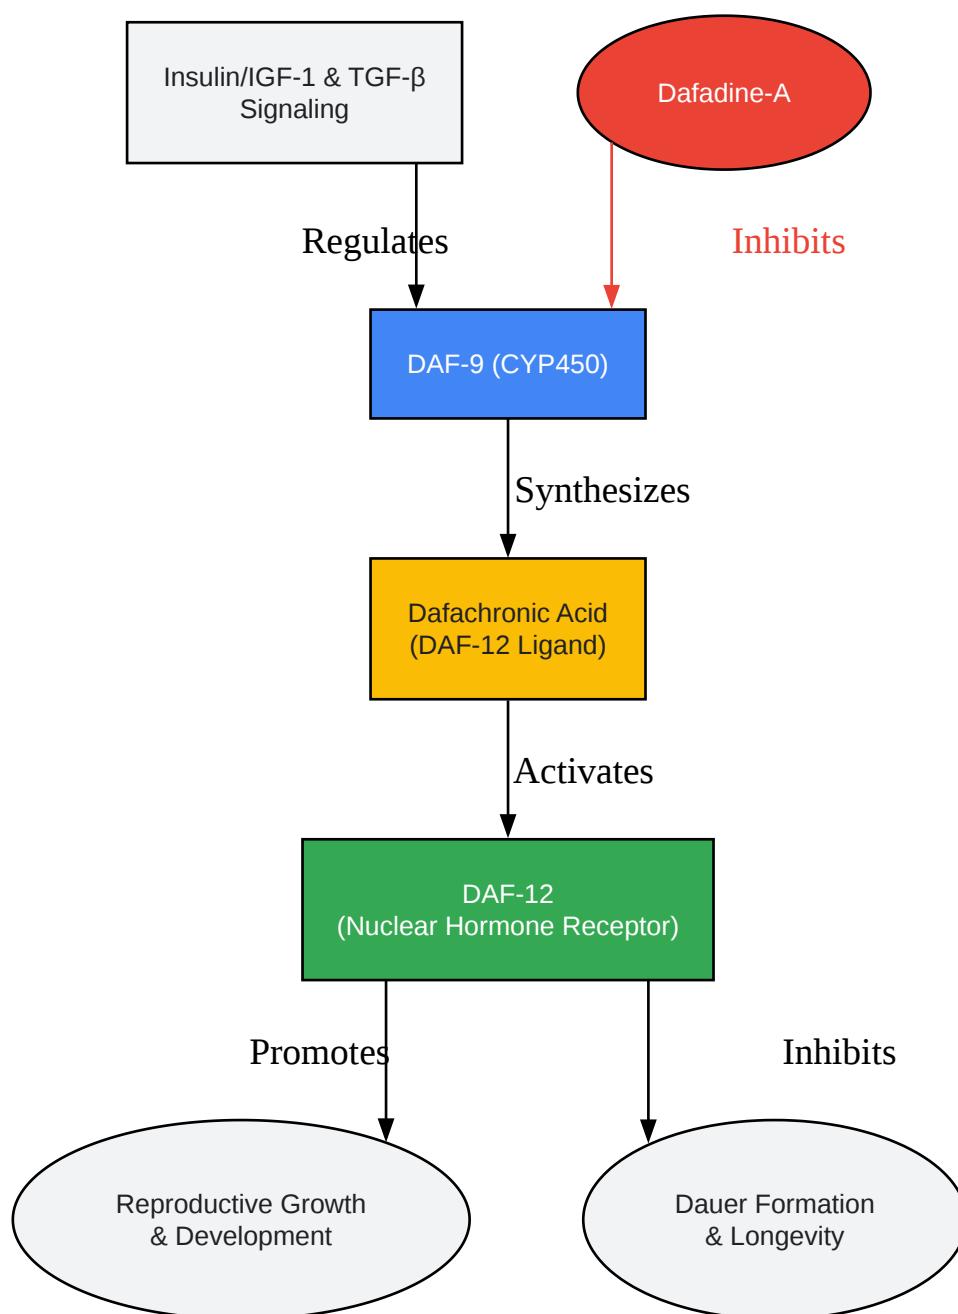 Insulin/IGF-1 & TGF-β
Signaling
Dafadine-A
Regulates
Inhibits
DAF-9 (CYP450)
Synthesizes
Dafachronic Acid
(DAF-12 Ligand)
Activates
DAF-12
(Nuclear Hormone Receptor)
Promotes
Inhibits
Reproductive Growth
& Development
Dauer Formation
& Longevity